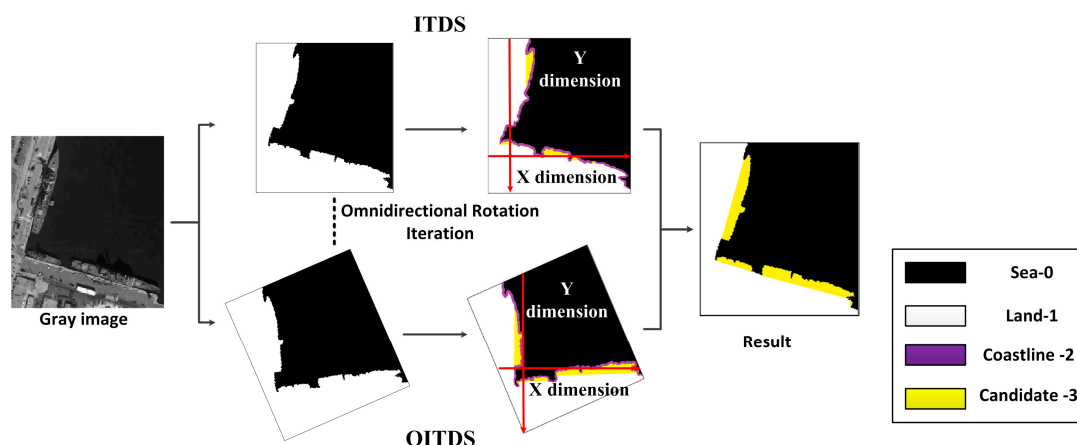 ITDS
Y
dimension
X dimension
Omnidirectional Rotation
Iteration
Gray image
Y
dimension
X dimension
OITDS
Result
Sea-0
Land-1
Coastline -2
Candidate -3